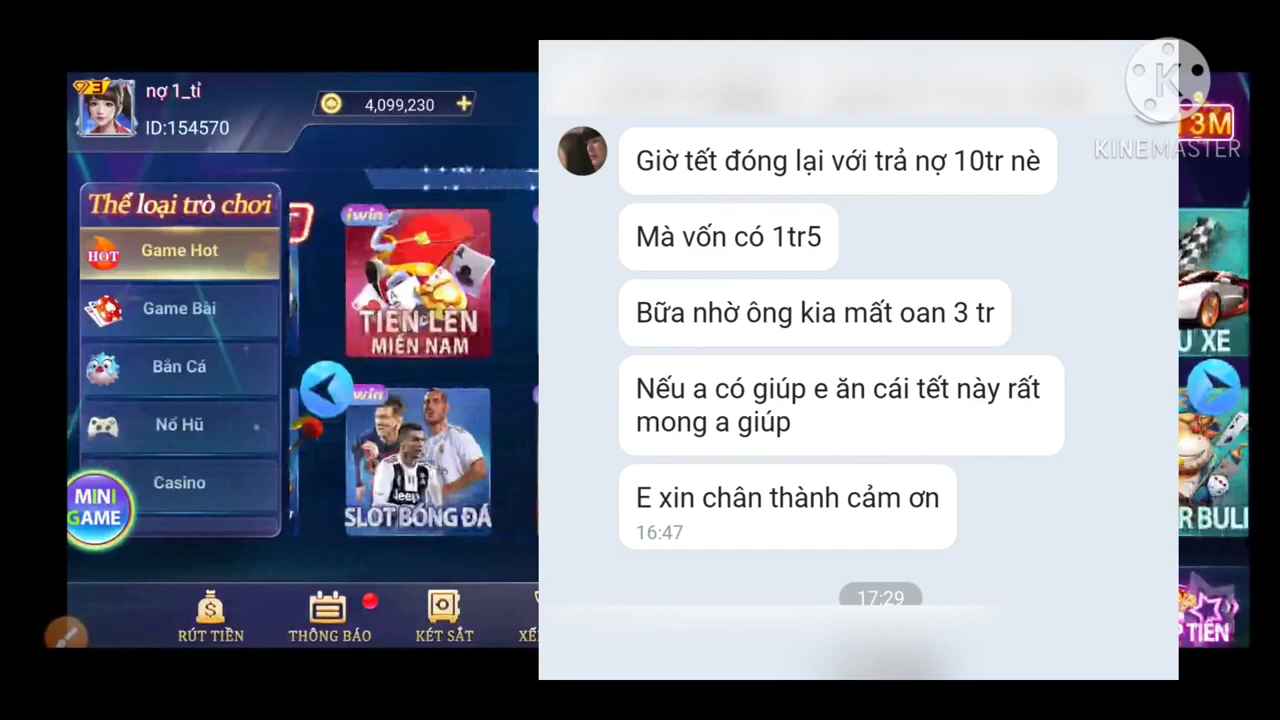 nợ 1_tỉ
ID:154570
4,099,230
Thể loại trò chơi
HOT
Game Hot
Game Bài
Bắn Cá
Nổ Hũ
Casino
MINI
GAME
iwin
TIẾN LÊN
MIỀN NAM
win
Jeep
SLOT BÓNG ĐÁ
RÚT TIỀN
THÔNG BÁO
KÉT SẮT
Giờ tết đóng lại với trả nợ 10tr nè
Mà vốn có 1tr5
Bữa nhờ ông kia mất oan 3 tr
Nếu a có giúp e ăn cái tết này rất
mong a giúp
E xin chân thành cảm ơn
16:47
17:29
K
KINEMASTER
3M
U XE
R BULL
TIỀN